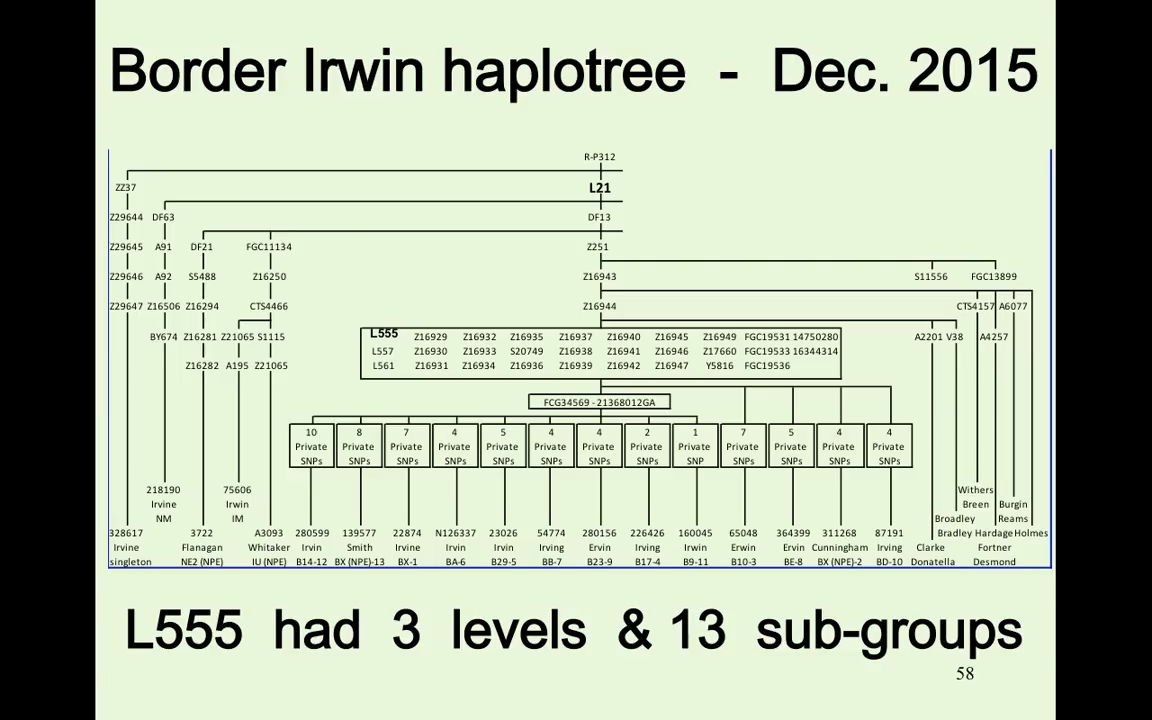 Border Irwin haplotree - Dec. 2015
R-P312
ZZ37 L21
Z29644 DF63 DF13
Z29645 A91 DF21 FGC11134 Z251
Z29646 A92 S5488 Z16250 Z16943 S11556 FGC13899
Z29647 Z16506 Z16294 CTS4466 Z16944 CTS4157 A6077
BY674 Z16281 Z21065 S1115 L555 Z16929 Z16932 Z16935 Z16937 Z16940 Z16945 Z16949 FGC19531 14750280 A2201 V38 A4257
L557 Z16930 Z16933 S20749 Z16938 Z16941 Z16946 Z17660 FGC19533 16344314
Z16282 A195 Z21065 L561 Z16931 Z16934 Z16936 Z16939 Z16942 Z16947 Y5816 FGC19536
FCG34569 - 21368012GA
10 8 7 4 5 4 4 2 1 7 5 4 4
Private Private Private Private Private Private Private Private Private Private Private Private Private
SNPs SNPs SNPs SNPs SNPs SNPs SNPs SNPs SNP SNPs SNPs SNPs SNPs
218190 75606 Withers
Irvine Irwin Breen Burgin
NM IM Broadley Reams
328617 3722 A3093 280599 139577 22874 N126337 23026 54774 280156 226426 160045 65048 364399 311268 87191 Bradley Hardage Holmes
Irvine Flanagan Whitaker Irvin Smith Irvine Irvin Irvin Irving Ervin Irving Irwin Erwin Ervin Cunningham Irving Clarke Fortner
singleton NE2 (NPE) IU (NPE) B14-12 BX (NPE)-13 BX-1 BA-6 B29-5 BB-7 B23-9 B17-4 B9-11 B10-3 BE-8 BX (NPE)-2 BD-10 Donatella Desmond
L555 had 3 levels & 13 sub-groups
58